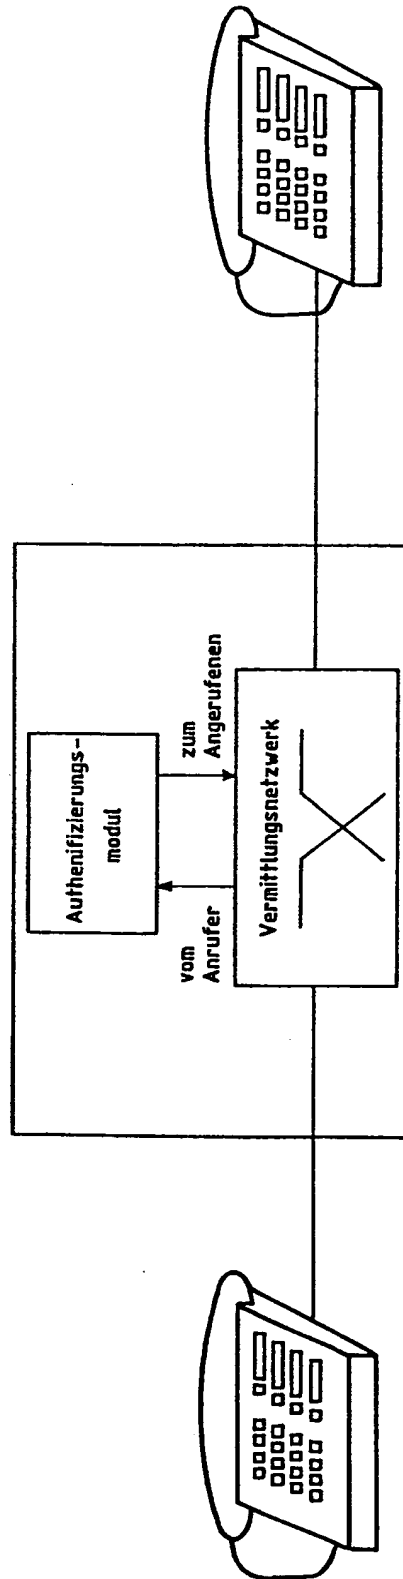 Authenifizierungs-
modul
vom
Anrufer
zum
Angerufenen
Vermittlungsnetzwerk